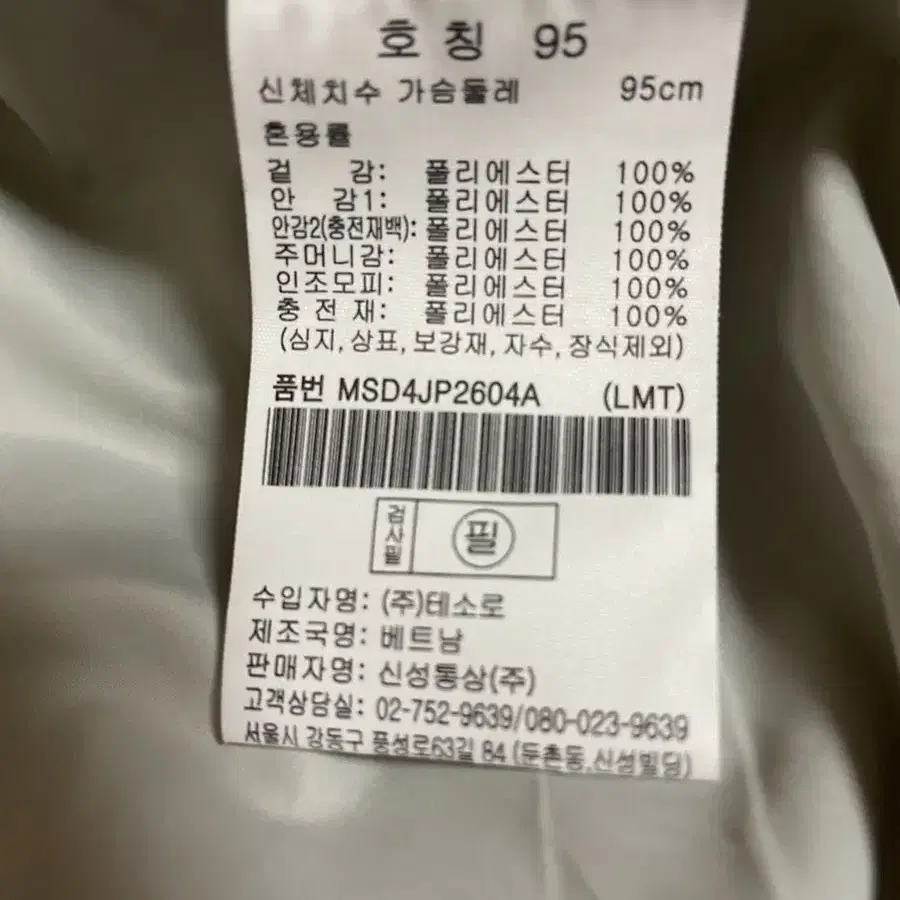 호칭 95
신체치수 가슴둘레 95cm
혼용률
겉 감: 폴리에스터 100%
안 감1: 폴리에스터 100%
안감2(충전재백): 폴리에스터 100%
주머니감: 폴리에스터 100%
인조모피: 폴리에스터 100%
충 전 재: 폴리에스터 100%
(심지, 상표, 보강재, 자수, 장식제외)
품번 MSD4JP2604A (LMT)
검사필 필
수입자명: (주)테소로
제조국명: 베트남
판매자명: 신성통상(주)
고객상담실: 02-752-9639/080-023-9639
서울시 강동구 풍성로63길 84 (둔촌동,신성빌딩)